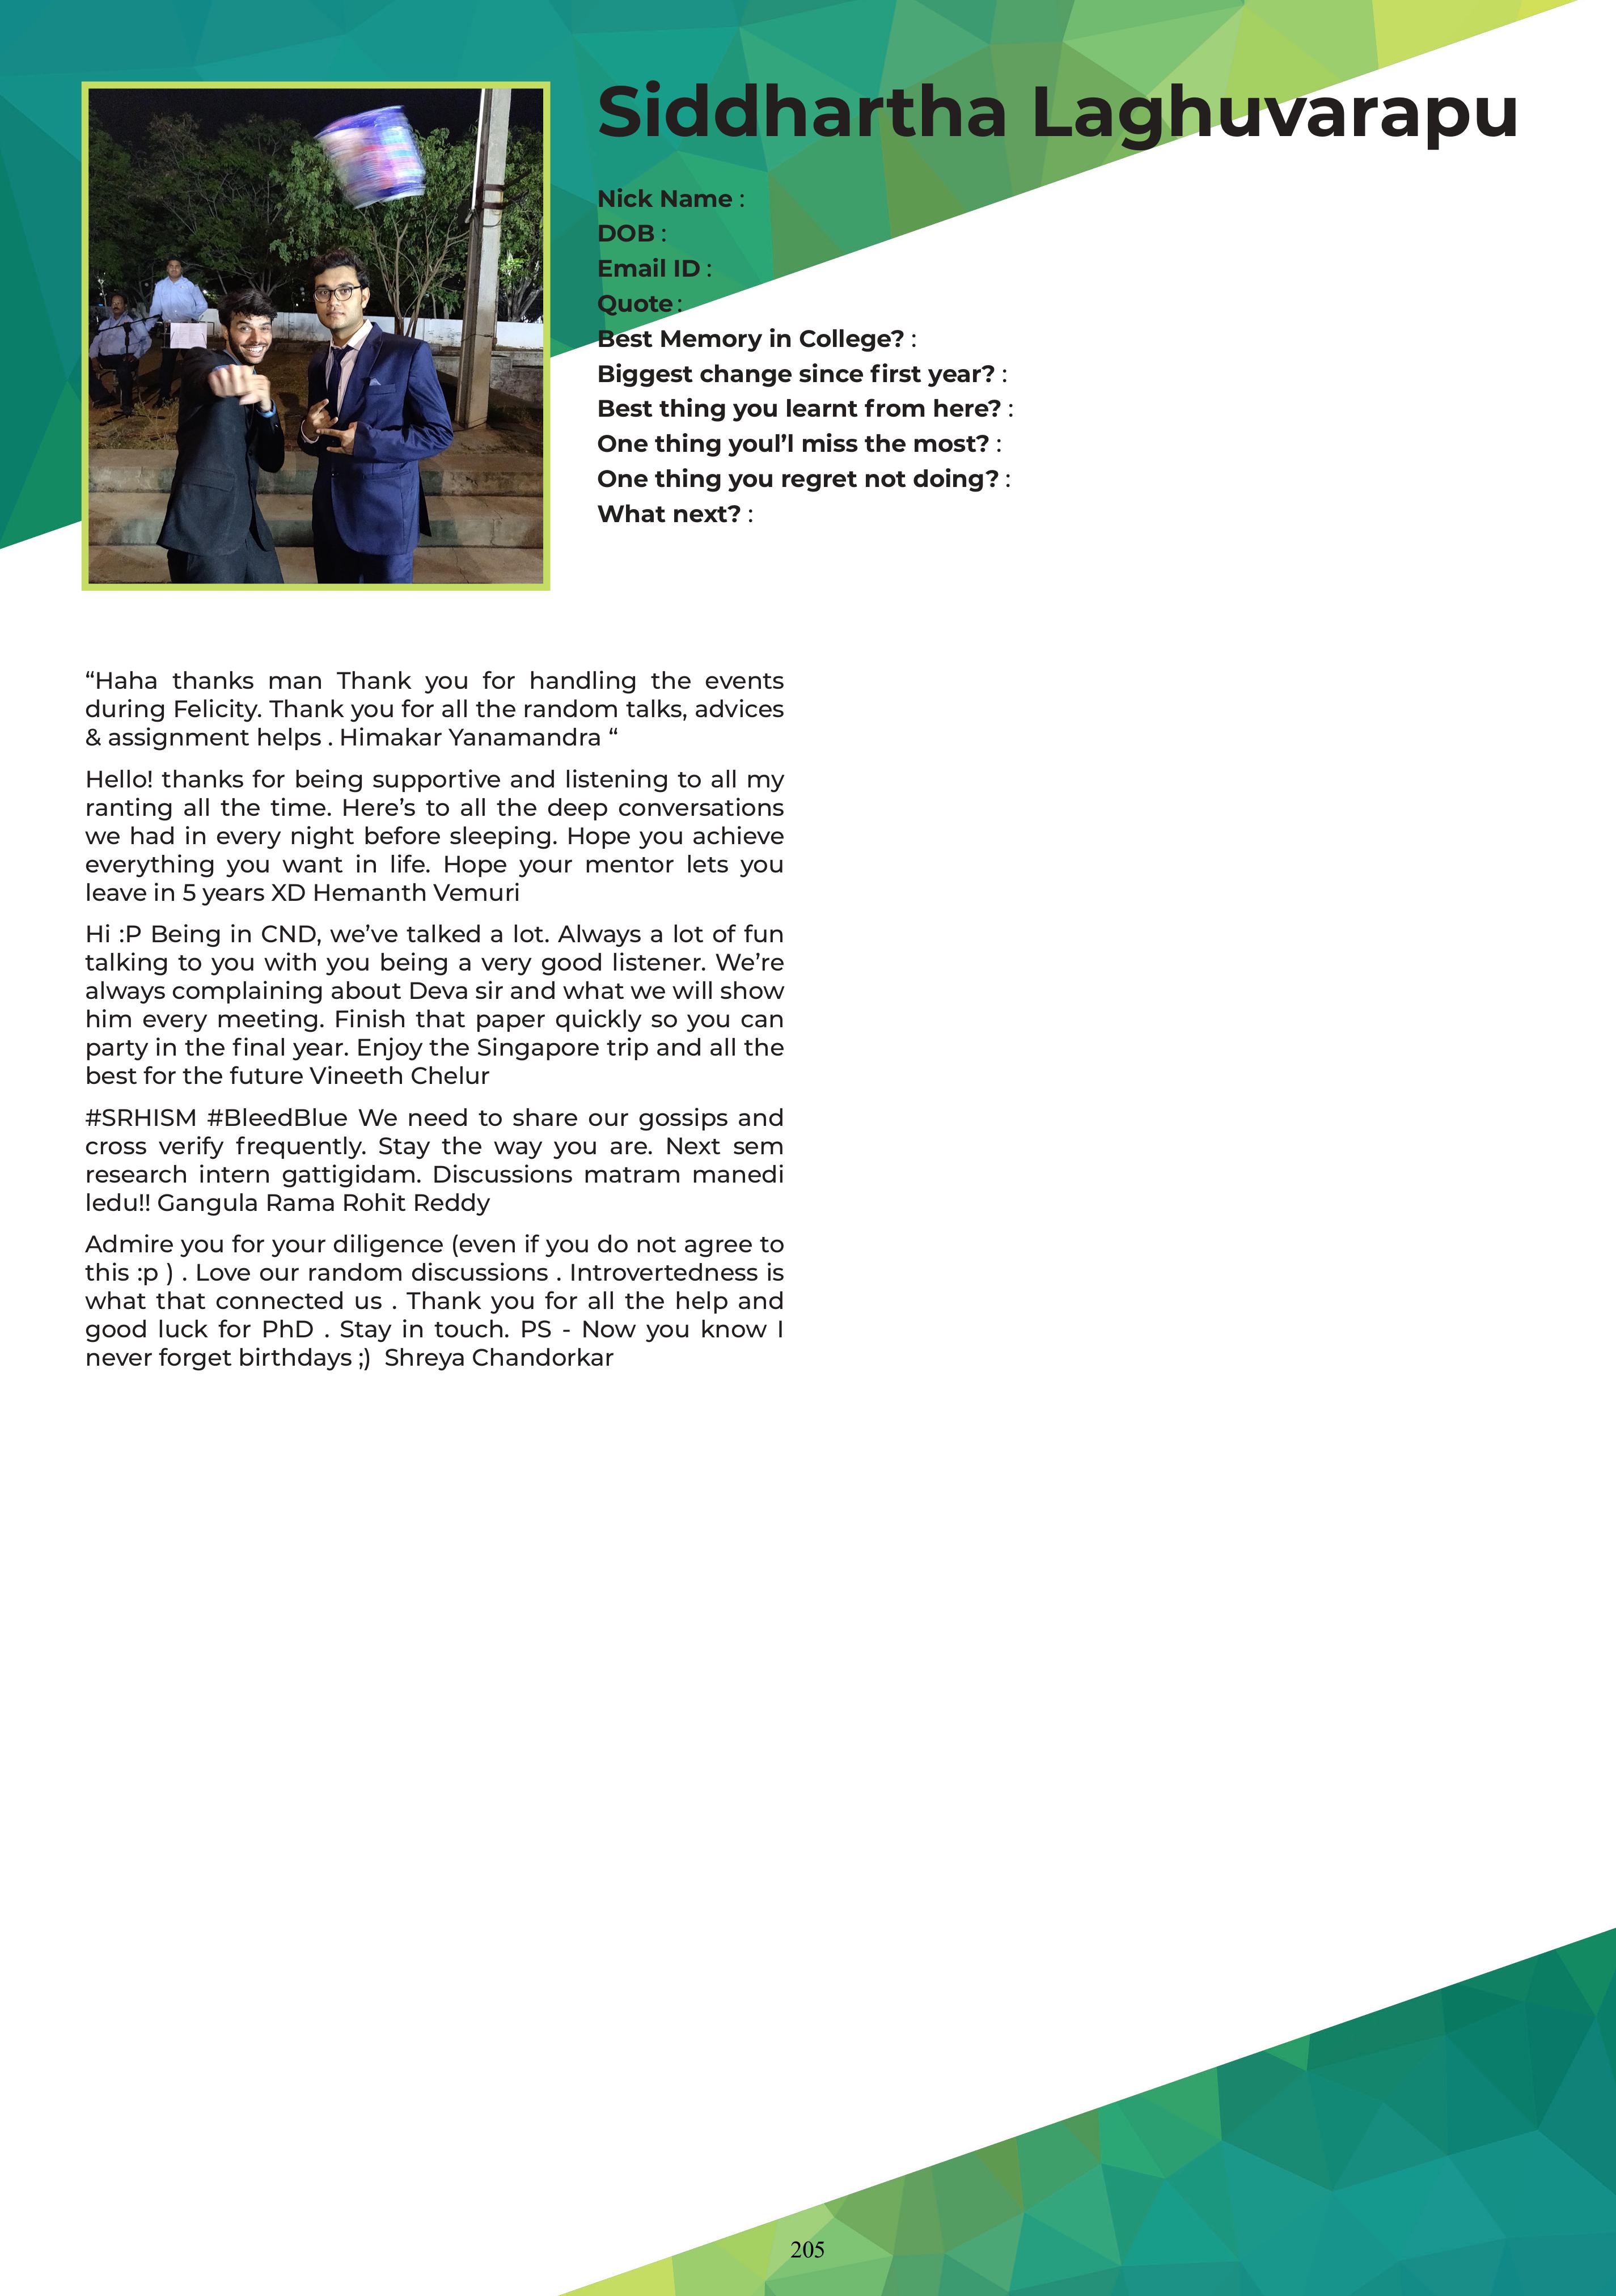 Siddhartha Laghuvarapu
Nick Name :
DOB :
Email ID :
Quote :
Best Memory in College? :
Biggest change since first year? :
Best thing you learnt from here? :
One thing youl’l miss the most? :
One thing you regret not doing? :
What next? :
“Haha thanks man Thank you for handling the events
during Felicity. Thank you for all the random talks, advices
& assignment helps . Himakar Yanamandra “
Hello! thanks for being supportive and listening to all my
ranting all the time. Here’s to all the deep conversations
we had in every night before sleeping. Hope you achieve
everything you want in life. Hope your mentor lets you
leave in 5 years XD Hemanth Vemuri
Hi :P Being in CND, we’ve talked a lot. Always a lot of fun
talking to you with you being a very good listener. We’re
always complaining about Deva sir and what we will show
him every meeting. Finish that paper quickly so you can
party in the final year. Enjoy the Singapore trip and all the
best for the future Vineeth Chelur
#SRHISM #BleedBlue We need to share our gossips and
cross verify frequently. Stay the way you are. Next sem
research intern gattigidam. Discussions matram manedi
ledu!! Gangula Rama Rohit Reddy
Admire you for your diligence (even if you do not agree to
this :p ) . Love our random discussions . Introvertedness is
what that connected us . Thank you for all the help and
good luck for PhD . Stay in touch. PS - Now you know I
never forget birthdays ;)  Shreya Chandorkar
205